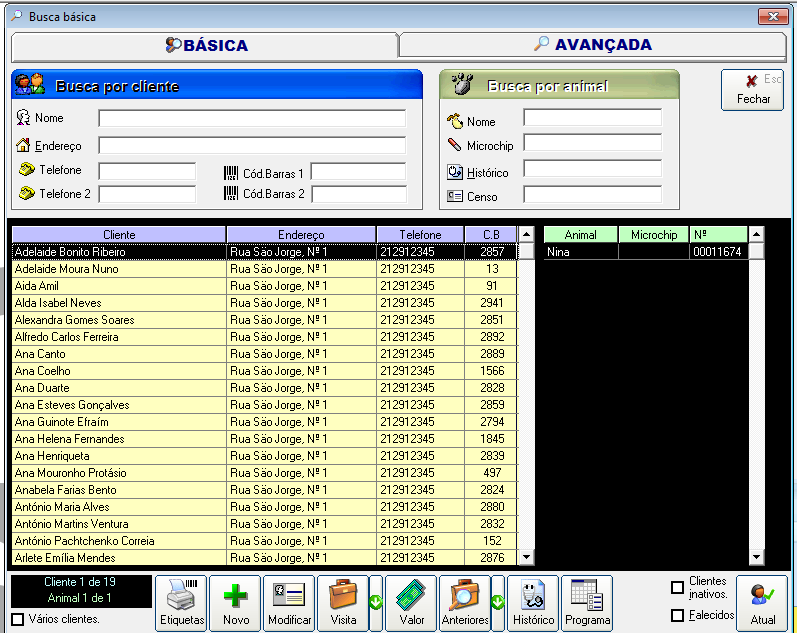 Busca básica
BÁSICA
AVANÇADA
Busca por cliente
Busca por animal
Esc
Fechar
Nome
Endereço
Telefone
Cód.Barras 1
Telefone 2
Cód.Barras 2
Nome
Microchip
Histórico
Censo
Cliente Endereço Telefone C.B
Adelaide Bonito Ribeiro Rua São Jorge, Nº 1 212912345 2857
Adelaide Moura Nuno Rua São Jorge, Nº 1 212912345 13
Aida Amil Rua São Jorge, Nº 1 212912345 91
Alda Isabel Neves Rua São Jorge, Nº 1 212912345 2941
Alexandra Gomes Soares Rua São Jorge, Nº 1 212912345 2851
Alfredo Carlos Ferreira Rua São Jorge, Nº 1 212912345 2892
Ana Canto Rua São Jorge, Nº 1 212912345 2889
Ana Coelho Rua São Jorge, Nº 1 212912345 1566
Ana Duarte Rua São Jorge, Nº 1 212912345 2828
Ana Esteves Gonçalves Rua São Jorge, Nº 1 212912345 2859
Ana Guinote Efraím Rua São Jorge, Nº 1 212912345 2794
Ana Helena Fernandes Rua São Jorge, Nº 1 212912345 1845
Ana Henriqueta Rua São Jorge, Nº 1 212912345 2839
Ana Mouronho Protásio Rua São Jorge, Nº 1 212912345 497
Anabela Farias Bento Rua São Jorge, Nº 1 212912345 2824
António Maria Alves Rua São Jorge, Nº 1 212912345 2880
António Martins Ventura Rua São Jorge, Nº 1 212912345 2832
António Pachtchenko Correia Rua São Jorge, Nº 1 212912345 152
Arlete Emília Mendes Rua São Jorge, Nº 1 212912345 2876
Animal Microchip Nº
Nina 00011674
Cliente 1 de 19
Animal 1 de 1
Vários clientes.
Etiquetas
Novo
Modificar
Visita
Valor
Anteriores
Histórico
Programa
Clientes
inativos.
Falecidos
Atual